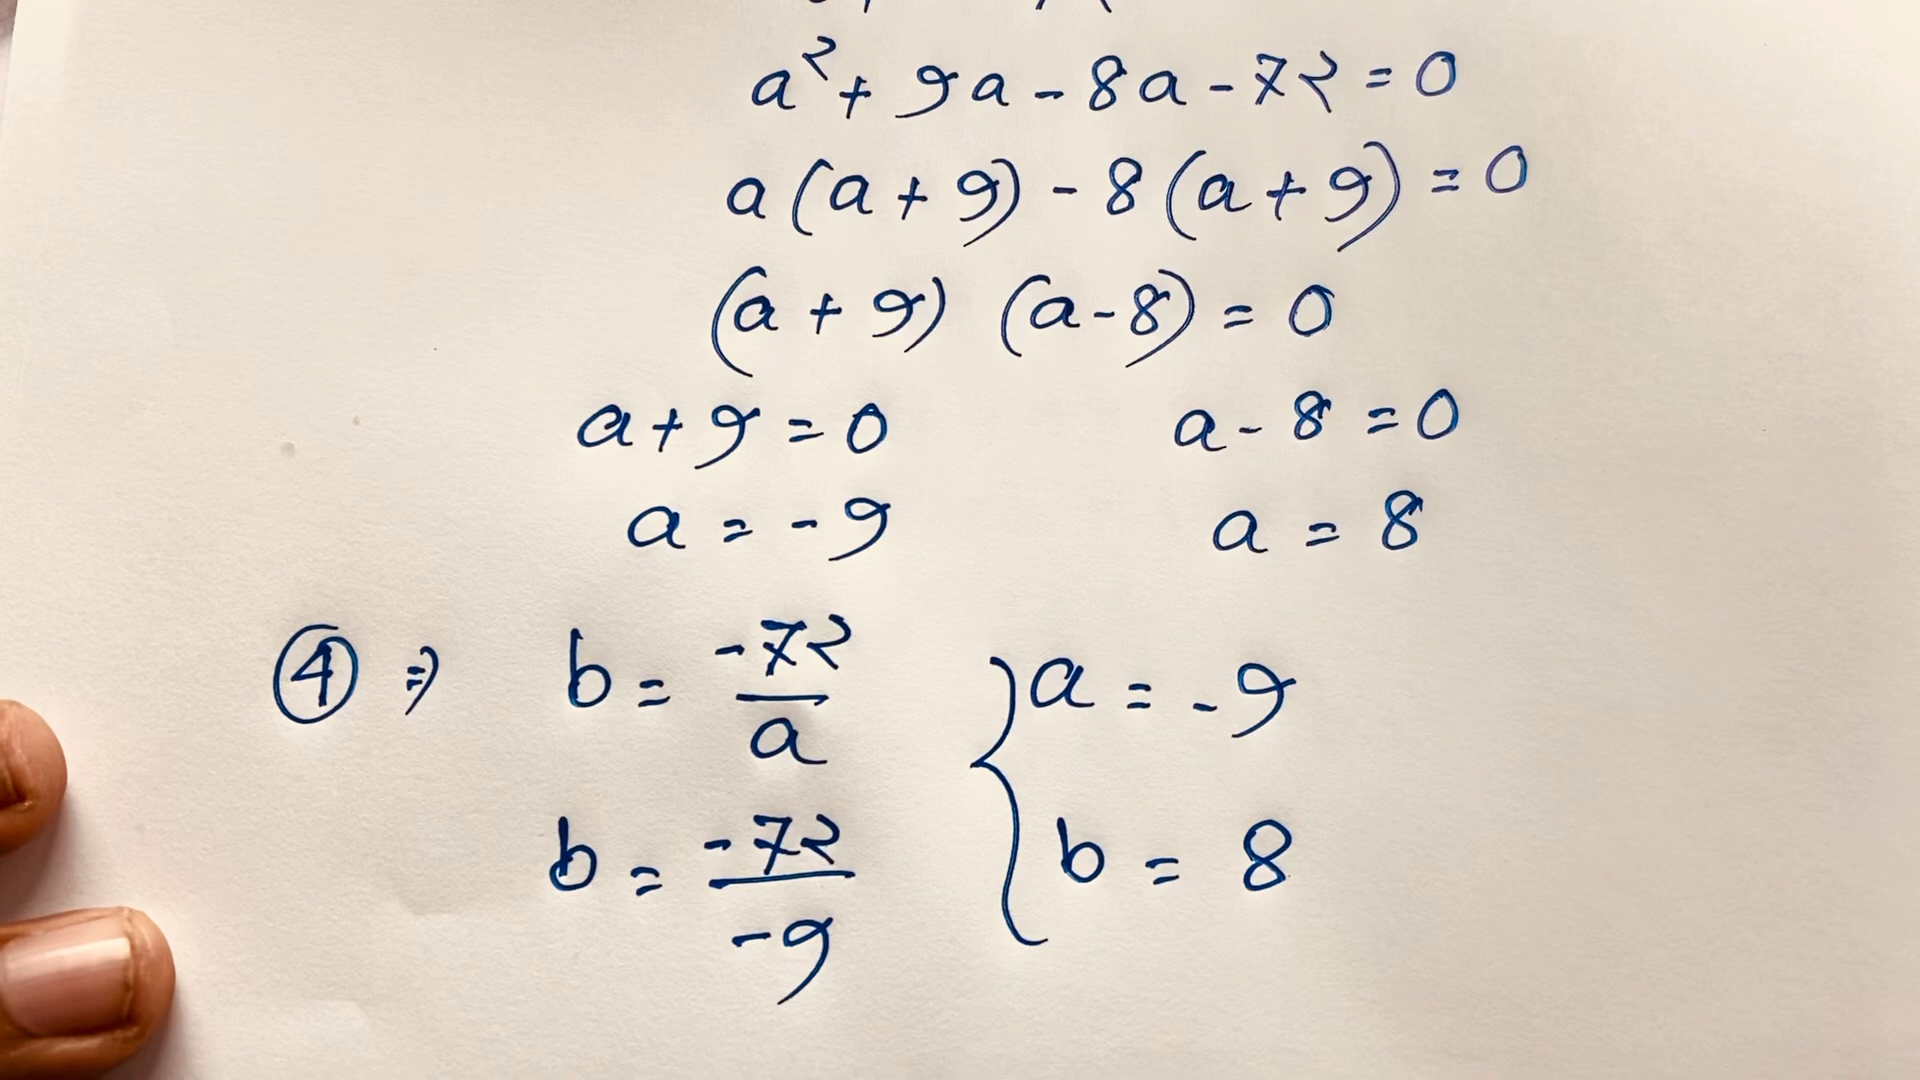 a² + 9a - 8a - 72 = 0
a (a + 9) - 8 (a + 9) = 0
(a + 9) (a - 8) = 0
a + 9 = 0 a - 8 = 0
a = -9 a = 8
④ ⇒ b = -72/a { a = -9
b = -72/-9 b = 8